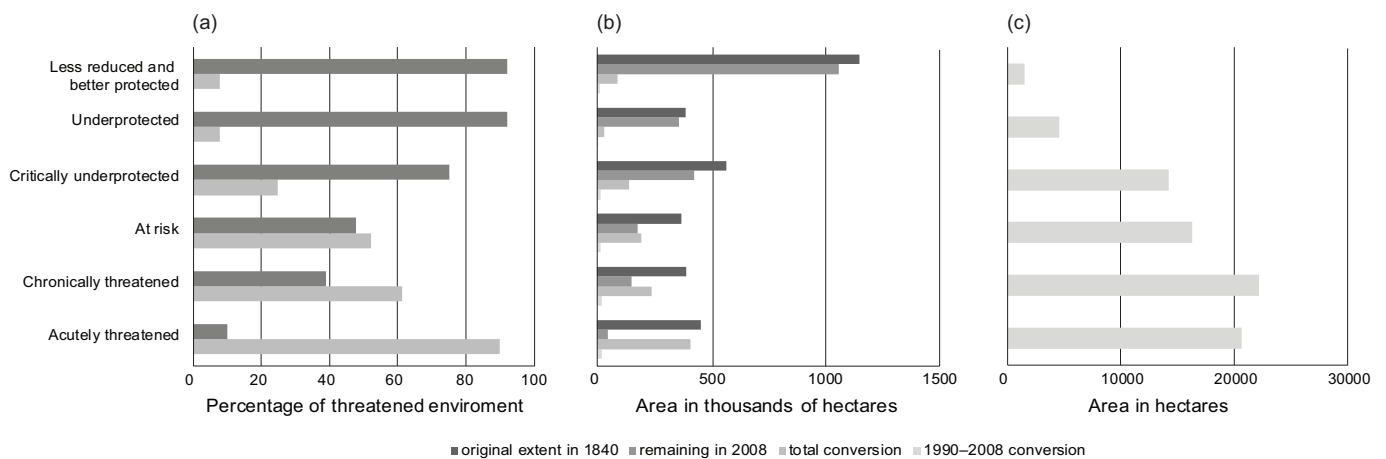 (a)
(b)
(c)
Less reduced and
better protected
Underprotected
Critically underprotected
At risk
Chronically threatened
Acutely threatened
0 20 40 60 80 100
0 500 1000 1500
0 10000 20000 30000
Percentage of threatened enviroment
Area in thousands of hectares
Area in hectares
original extent in 1840 remaining in 2008 total conversion 1990–2008 conversion